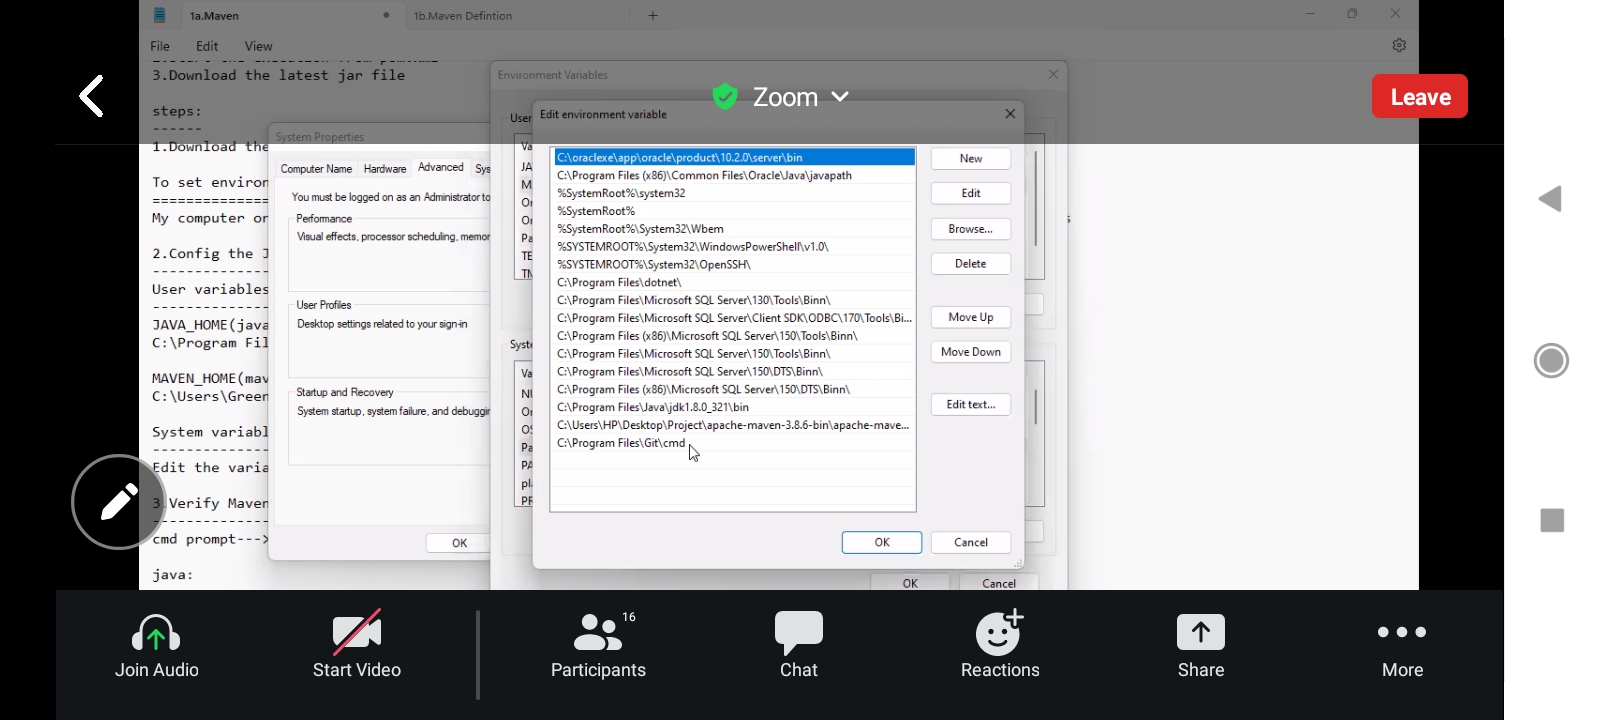 1a.Maven
1b.Maven Defintion
File Edit View
3.Download the latest jar file
steps:
------
1.Download the
To set environ
My computer or
2.Config the J
User variables
JAVA_HOME(java
C:\Program Fil
MAVEN_HOME(mav
C:\Users\Green
System variabl
Edit the varia
3.Verify Maven
cmd prompt--->
java:
System Properties
Computer Name Hardware Advanced Sys
You must be logged on as an Administrator to
Performance
Visual effects, processor scheduling, memor
User Profiles
Desktop settings related to your sign-in
Startup and Recovery
System startup, system failure, and debuggin
OK
Environment Variables
User
Va
JA
M
Or
Or
Pa
TE
TM
Syste
Va
NU
Or
OS
Pa
PA
pl
PR
OK Cancel
Zoom
Leave
Edit environment variable
C:\oraclexe\app\oracle\product\10.2.0\server\bin
C:\Program Files (x86)\Common Files\Oracle\Java\javapath
%SystemRoot%\system32
%SystemRoot%
%SystemRoot%\System32\Wbem
%SYSTEMROOT%\System32\WindowsPowerShell\v1.0\
%SYSTEMROOT%\System32\OpenSSH\
C:\Program Files\dotnet\
C:\Program Files\Microsoft SQL Server\130\Tools\Binn\
C:\Program Files\Microsoft SQL Server\Client SDK\ODBC\170\Tools\Bi...
C:\Program Files (x86)\Microsoft SQL Server\150\Tools\Binn\
C:\Program Files\Microsoft SQL Server\150\Tools\Binn\
C:\Program Files\Microsoft SQL Server\150\DTS\Binn\
C:\Program Files (x86)\Microsoft SQL Server\150\DTS\Binn\
C:\Program Files\Java\jdk1.8.0_321\bin
C:\Users\HP\Desktop\Project\apache-maven-3.8.6-bin\apache-mave...
C:\Program Files\Git\cmd
New
Edit
Browse...
Delete
Move Up
Move Down
Edit text...
OK Cancel
Join Audio
Start Video
16
Participants
Chat
Reactions
Share
More